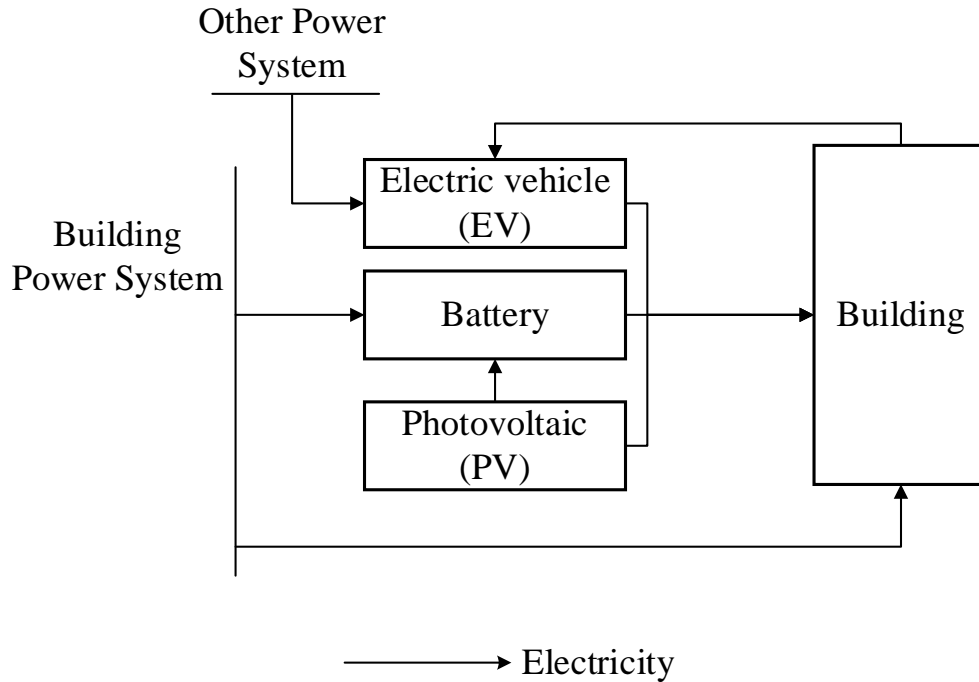 Other Power
System
Electric vehicle
(EV)
Building
Power System
Battery
Building
Photovoltaic
(PV)
Electricity